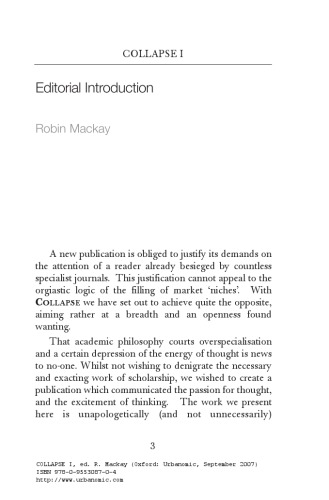 COLLAPSE I
Editorial Introduction
Robin Mackay
A new publication is obliged to justify its demands on
the attention of a reader already besieged by countless
specialist journals. This justification cannot appeal to the
orgiastic logic of the filling of market ‘niches’. With
COLLAPSE we have set out to achieve quite the opposite,
aiming rather at a breadth and an openness found
wanting.
That academic philosophy courts overspecialisation
and a certain depression of the energy of thought is news
to no-one. Whilst not wishing to denigrate the necessary
and exacting work of scholarship, we wished to create a
publication which communicated the passion for thought,
and the excitement of thinking. The work we present
here is unapologetically (and not unnecessarily)
3
COLLAPSE I, ed. R. Mackay (Oxford: Urbanomic, September 2007)
ISBN 978-0-9553087-0-4
http://www.urbanomic.com